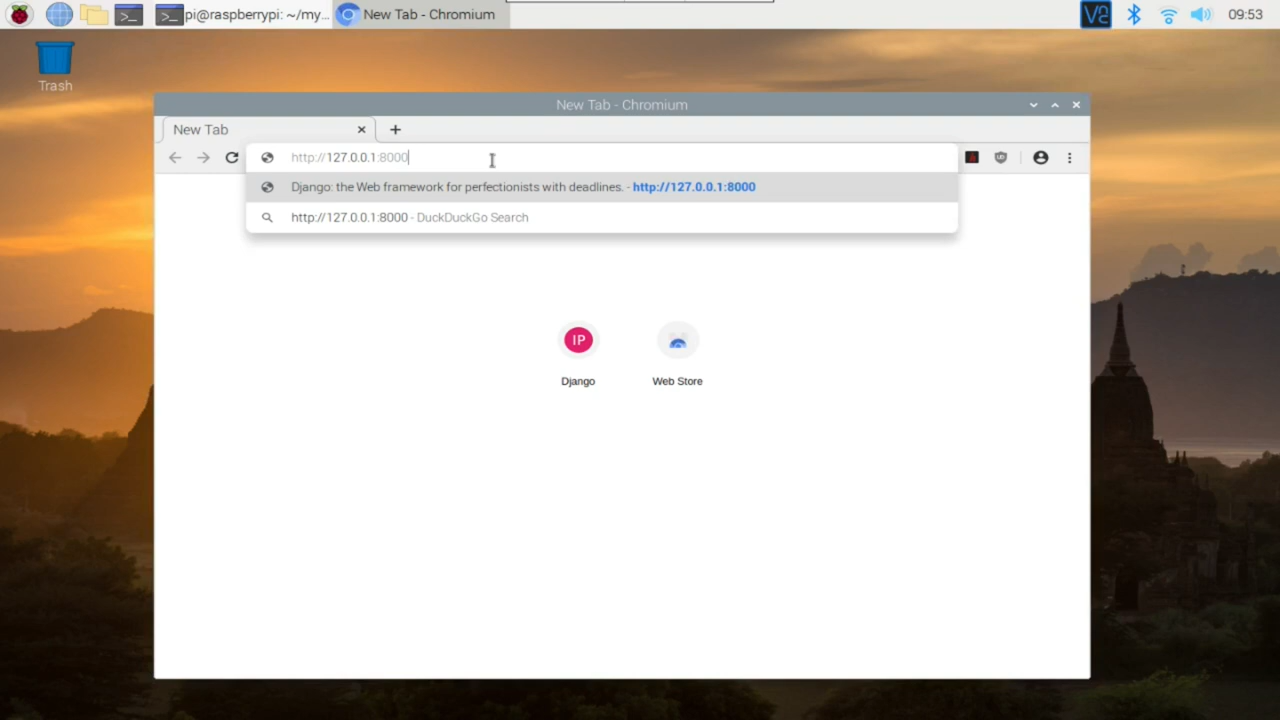 pi@raspberrypi: ~/my...
New Tab - Chromium
09:53
Trash
New Tab - Chromium
New Tab
http://127.0.0.1:8000
Django: the Web framework for perfectionists with deadlines. - http://127.0.0.1:8000
http://127.0.0.1:8000 - DuckDuckGo Search
IP
Django
Web Store